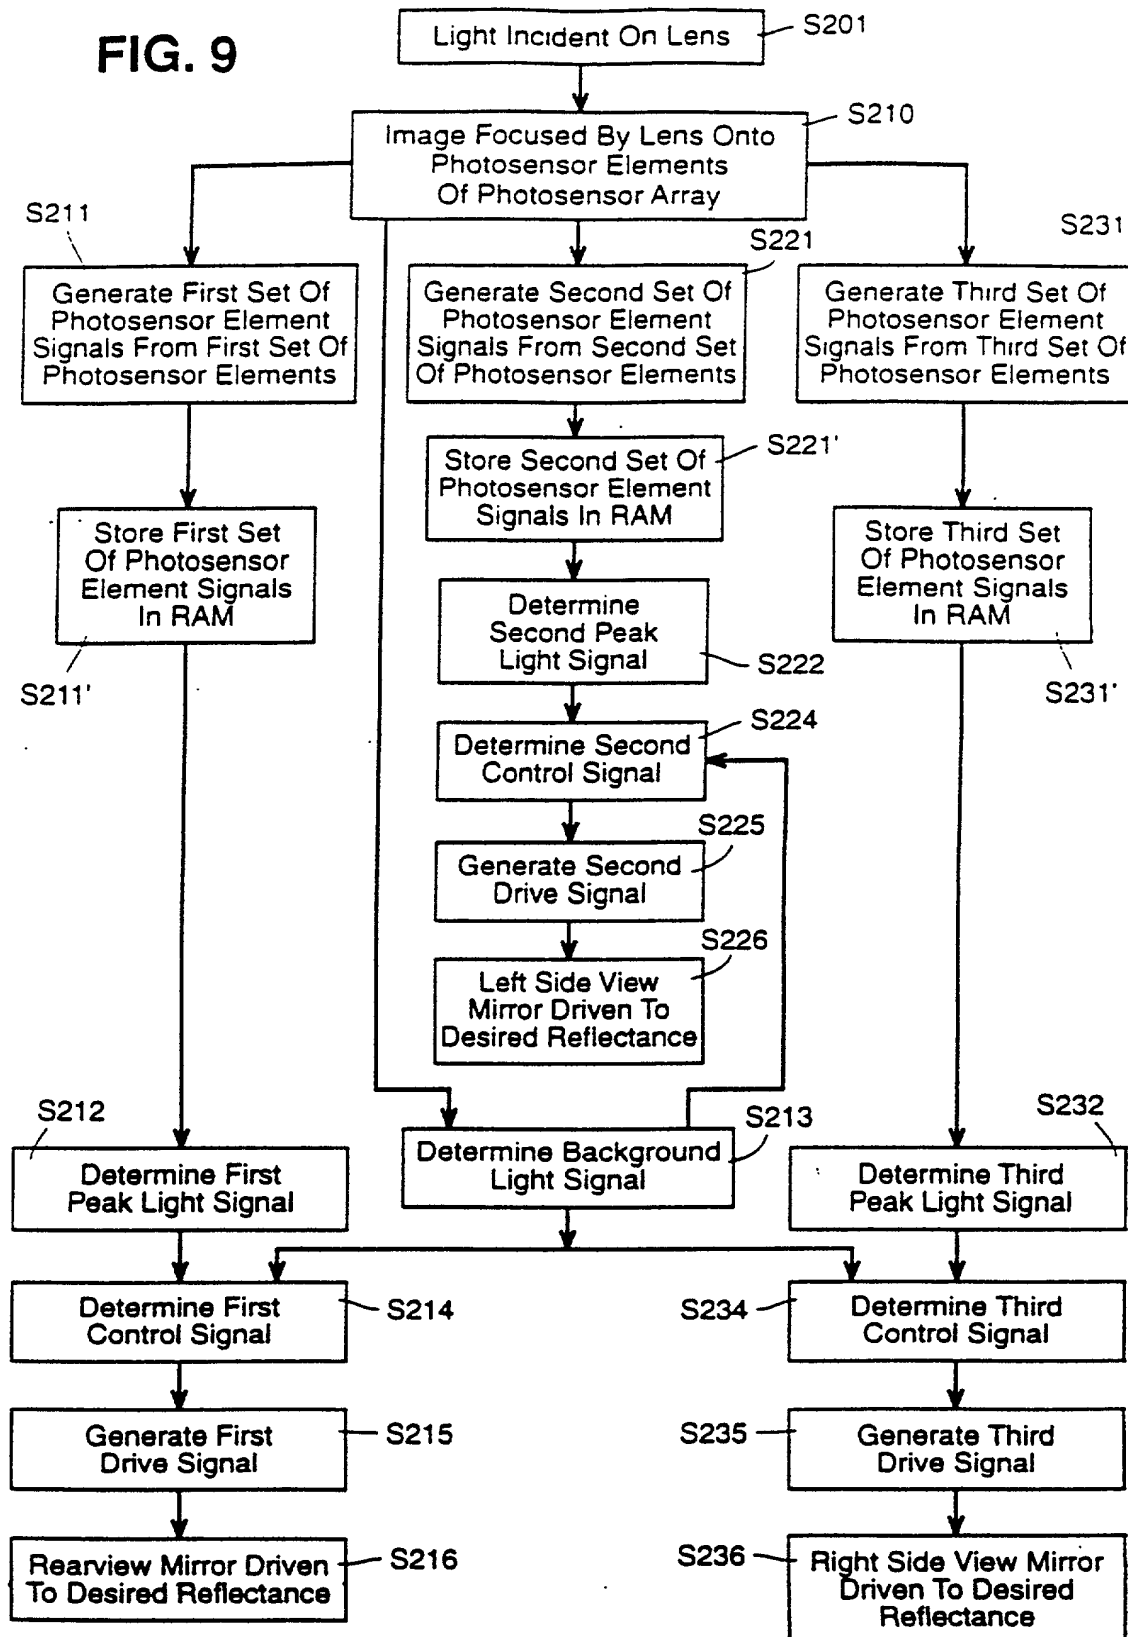 FIG. 9
Light Incident On Lens
S201
Image Focused By Lens Onto
Photosensor Elements
Of Photosensor Array
S210
S211
Generate First Set Of
Photosensor Element
Signals From First Set Of
Photosensor Elements
S221
Generate Second Set Of
Photosensor Element
Signals From Second Set
Of Photosensor Elements
S231
Generate Third Set Of
Photosensor Element
Signals From Third Set Of
Photosensor Elements
Store First Set
Of Photosensor
Element Signals
In RAM
S211'
Store Second Set Of
Photosensor Element
Signals In RAM
S221'
Store Third Set
Of Photosensor
Element Signals
In RAM
S231'
Determine
Second Peak
Light Signal
S222
Determine Second
Control Signal
S224
Generate Second
Drive Signal
S225
Left Side View
Mirror Driven To
Desired Reflectance
S226
S212
Determine First
Peak Light Signal
Determine Background
Light Signal
S213
S232
Determine Third
Peak Light Signal
Determine First
Control Signal
S214
S234
Determine Third
Control Signal
Generate First
Drive Signal
S215
S235
Generate Third
Drive Signal
Rearview Mirror Driven
To Desired Reflectance
S216
S236
Right Side View Mirror
Driven To Desired
Reflectance